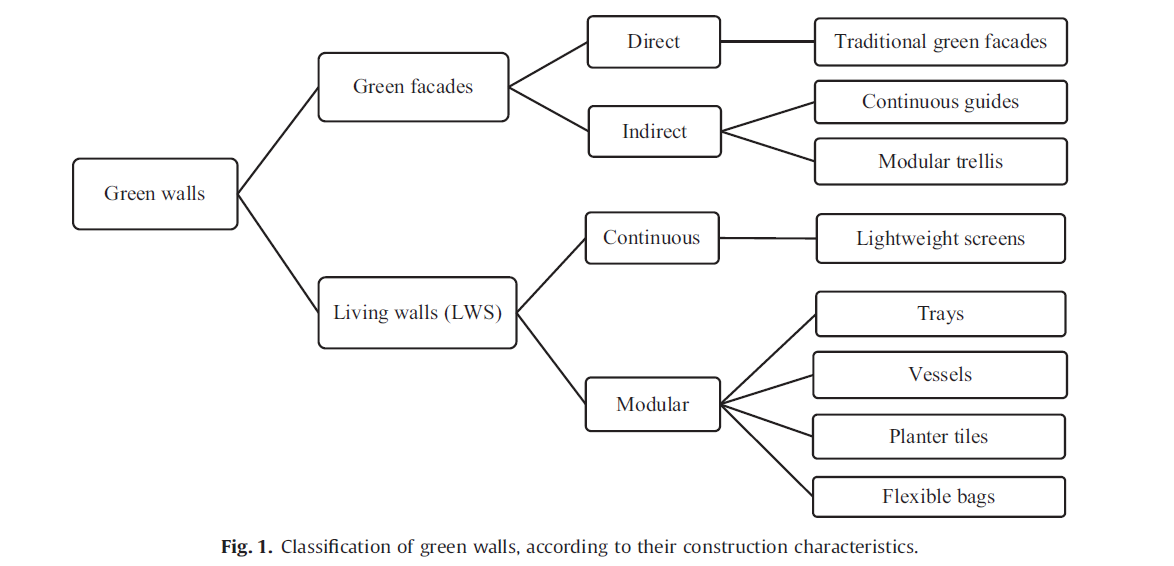 Green walls
Green facades
Direct
Traditional green facades
Indirect
Continuous guides
Modular trellis
Living walls (LWS)
Continuous
Lightweight screens
Modular
Trays
Vessels
Planter tiles
Flexible bags
Fig. 1. Classification of green walls, according to their construction characteristics.